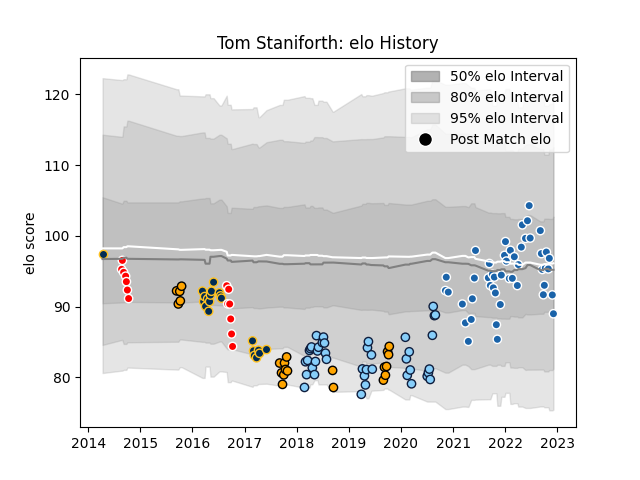 Tom Staniforth: elo History
50% elo Interval
80% elo Interval
95% elo Interval
Post Match elo
elo score
120
110
100
90
80
2014 2015 2016 2017 2018 2019 2020 2021 2022 2023